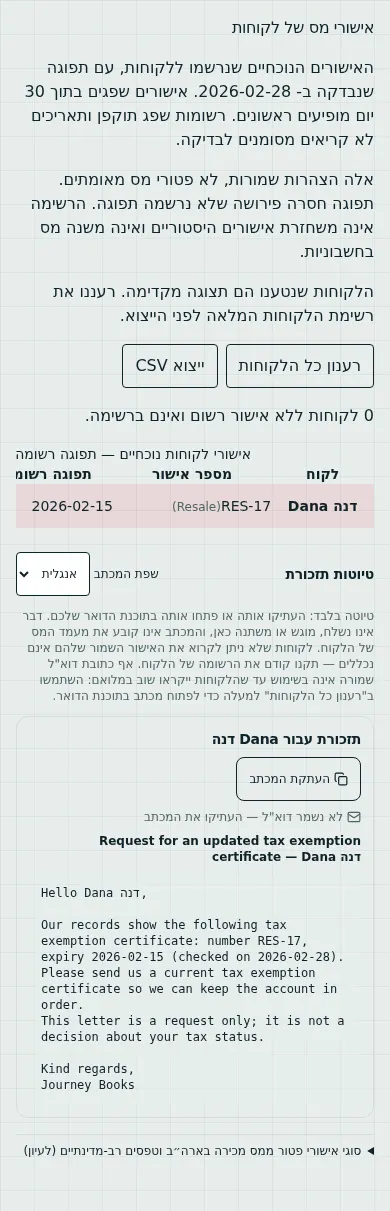 אישורי מס של לקוחות
האישורים הנוכחיים שנרשמו ללקוחות, עם תפוגה
שנבדקה ב- 2026-02-28. אישורים שפגים בתוך 30
יום מופיעים ראשונים. רשומות שפג תוקפן ותאריכים
לא קריאים מסומנים לבדיקה.
אלה הצהרות שמורות, לא פטורי מס מאומתים.
תפוגה חסרה פירושה שלא נרשמה תפוגה. הרשימה
אינה משחזרת אישורים היסטוריים ואינה משנה מס
בחשבוניות.
הלקוחות שנטענו הם תצוגה מקדימה. רעננו את
רשימת הלקוחות המלאה לפני הייצוא.
רענון כל הלקוחות ייצוא CSV
0 לקוחות ללא אישור רשום ואינם ברשימה.
אישורי לקוחות נוכחיים — תפוגה רשומה
לקוח מספר אישור תפוגה רשומ
דנה Dana RES-17(Resale) 2026-02-15
טיוטות תזכורת שפת המכתב אנגלית
טיוטה בלבד: העתיקו אותה או פתחו אותה בתוכנת הדואר שלכם. דבר
אינו נשלח, מוגש או משתנה כאן, והמכתב אינו קובע את מעמד המס
של הלקוח. לקוחות שלא ניתן לקרוא את האישור השמור שלהם אינם
נכללים — תקנו קודם את הרשומה של הלקוח. אף כתובת דוא"ל
שמורה אינה בשימוש עד שהלקוחות ייקראו שוב במלואם: השתמשו
ב"רענון כל הלקוחות" למעלה כדי לפתוח מכתב בתוכנת הדואר.
תזכורת עבור Dana דנה
העתקת המכתב
לא נשמר דוא"ל — העתיקו את המכתב
Request for an updated tax exemption
certificate — Dana דנה
Hello Dana דנה,
Our records show the following tax
exemption certificate: number RES-17,
expiry 2026-02-15 (checked on 2026-02-28).
Please send us a current tax exemption
certificate so we can keep the account in
order.
This letter is a request only; it is not a
decision about your tax status.
Kind regards,
Journey Books
סוגי אישורי פטור ממס מכירה בארה״ב וטפסים רב-מדינתיים (לעיון)